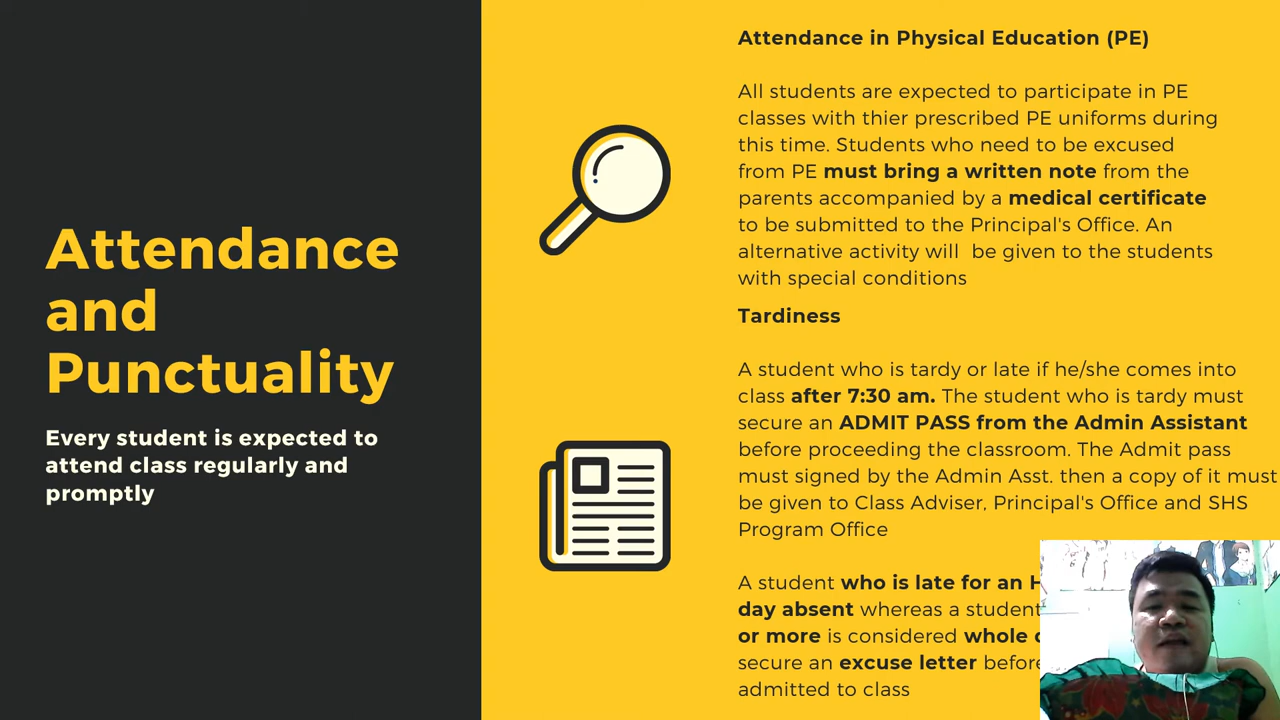 Attendance
and
Punctuality
Every student is expected to
attend class regularly and
promptly
Attendance in Physical Education (PE)
All students are expected to participate in PE
classes with thier prescribed PE uniforms during
this time. Students who need to be excused
from PE must bring a written note from the
parents accompanied by a medical certificate
to be submitted to the Principal's Office. An
alternative activity will  be given to the students
with special conditions
Tardiness
A student who is tardy or late if he/she comes into
class after 7:30 am. The student who is tardy must
secure an ADMIT PASS from the Admin Assistant
before proceeding the classroom. The Admit pass
must signed by the Admin Asst. then a copy of it must
be given to Class Adviser, Principal's Office and SHS
Program Office
A student who is late for an
day absent whereas a student
or more is considered whole
secure an excuse letter before
admitted to class